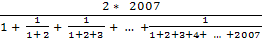 2 * 2007
1 + 1/(1+2) + 1/(1+2+3) + … + 1/(1+2+3+4+ … +2007)